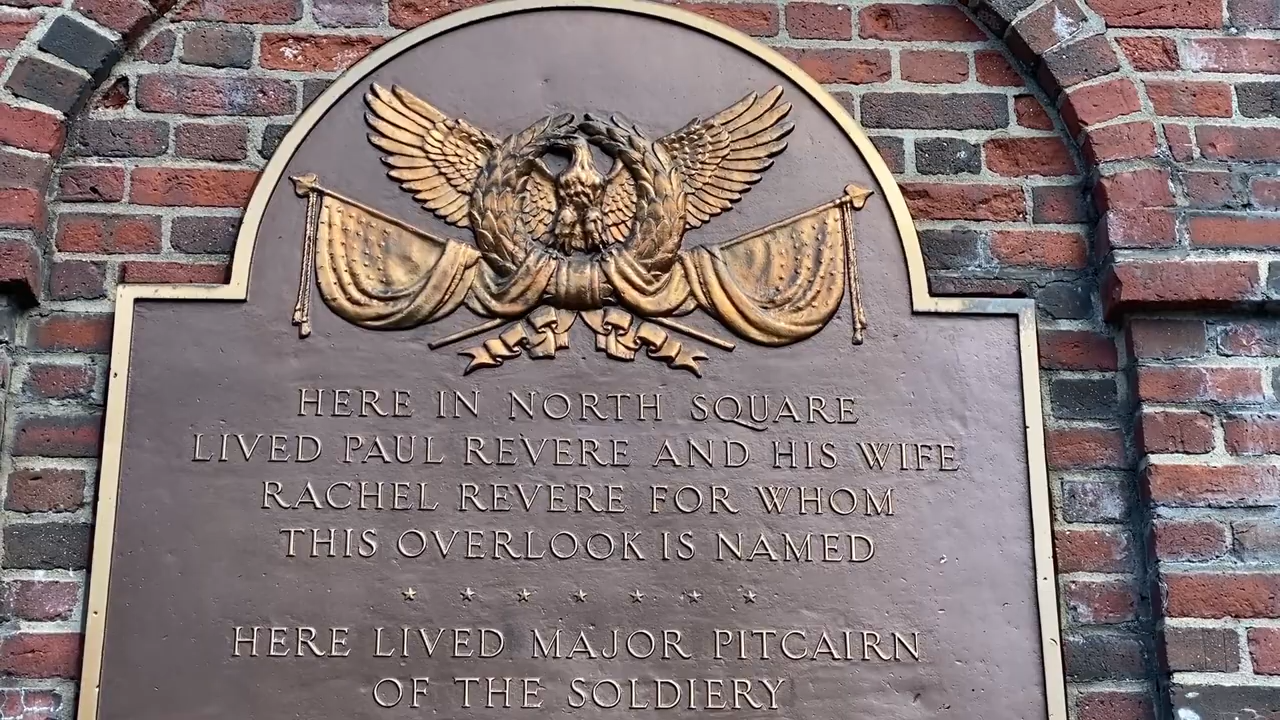 HERE IN NORTH SQUARE
LIVED PAUL REVERE AND HIS WIFE
RACHEL REVERE FOR WHOM
THIS OVERLOOK IS NAMED
HERE LIVED MAJOR PITCAIRN
OF THE SOLDIERY